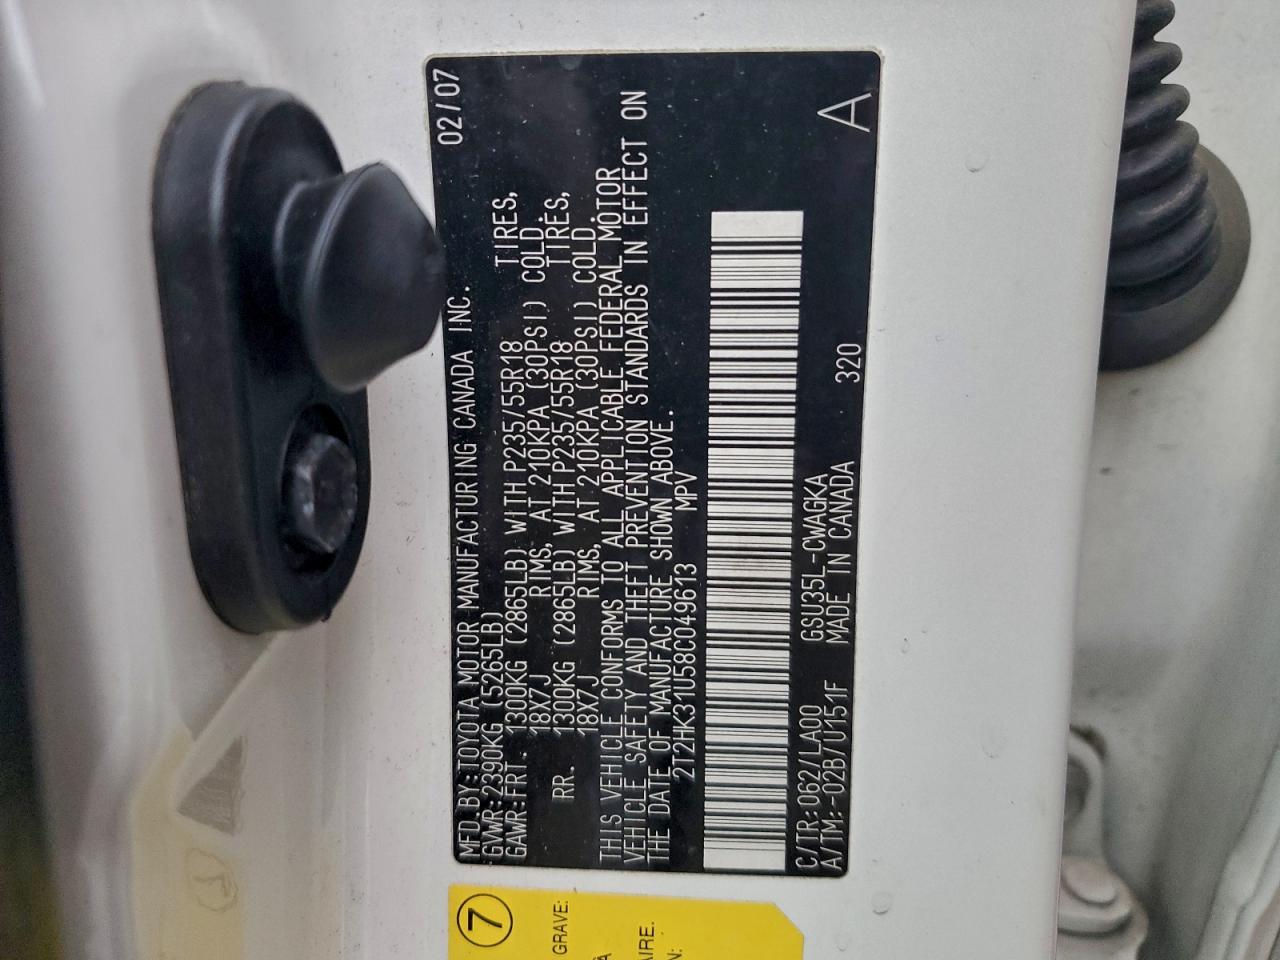 MFD.BY:TOYOTA MOTOR MANUFACTURING CANADA INC. 02/07
GVWR:2390KG (5265LB)
GAWR:FRT. 1300KG (2865LB) WITH P235/55R18 TIRES,
18X7J RIMS, AT 210KPA (30PSI) COLD.
RR. 1300KG (2865LB) WITH P235/55R18 TIRES,
18X7J RIMS, AT 210KPA (30PSI) COLD.
THIS VEHICLE CONFORMS TO ALL APPLICABLE FEDERAL MOTOR
VEHICLE SAFETY AND THEFT PREVENTION STANDARDS IN EFFECT ON
THE DATE OF MANUFACTURE SHOWN ABOVE.
2T2HK31U58C049613 MPV
C/TR:062/LA00 GSU35L-CWAGKA A
A/TM:-02B/U151F MADE IN CANADA 320
7
GRAVE:
À
AIRE.
N: